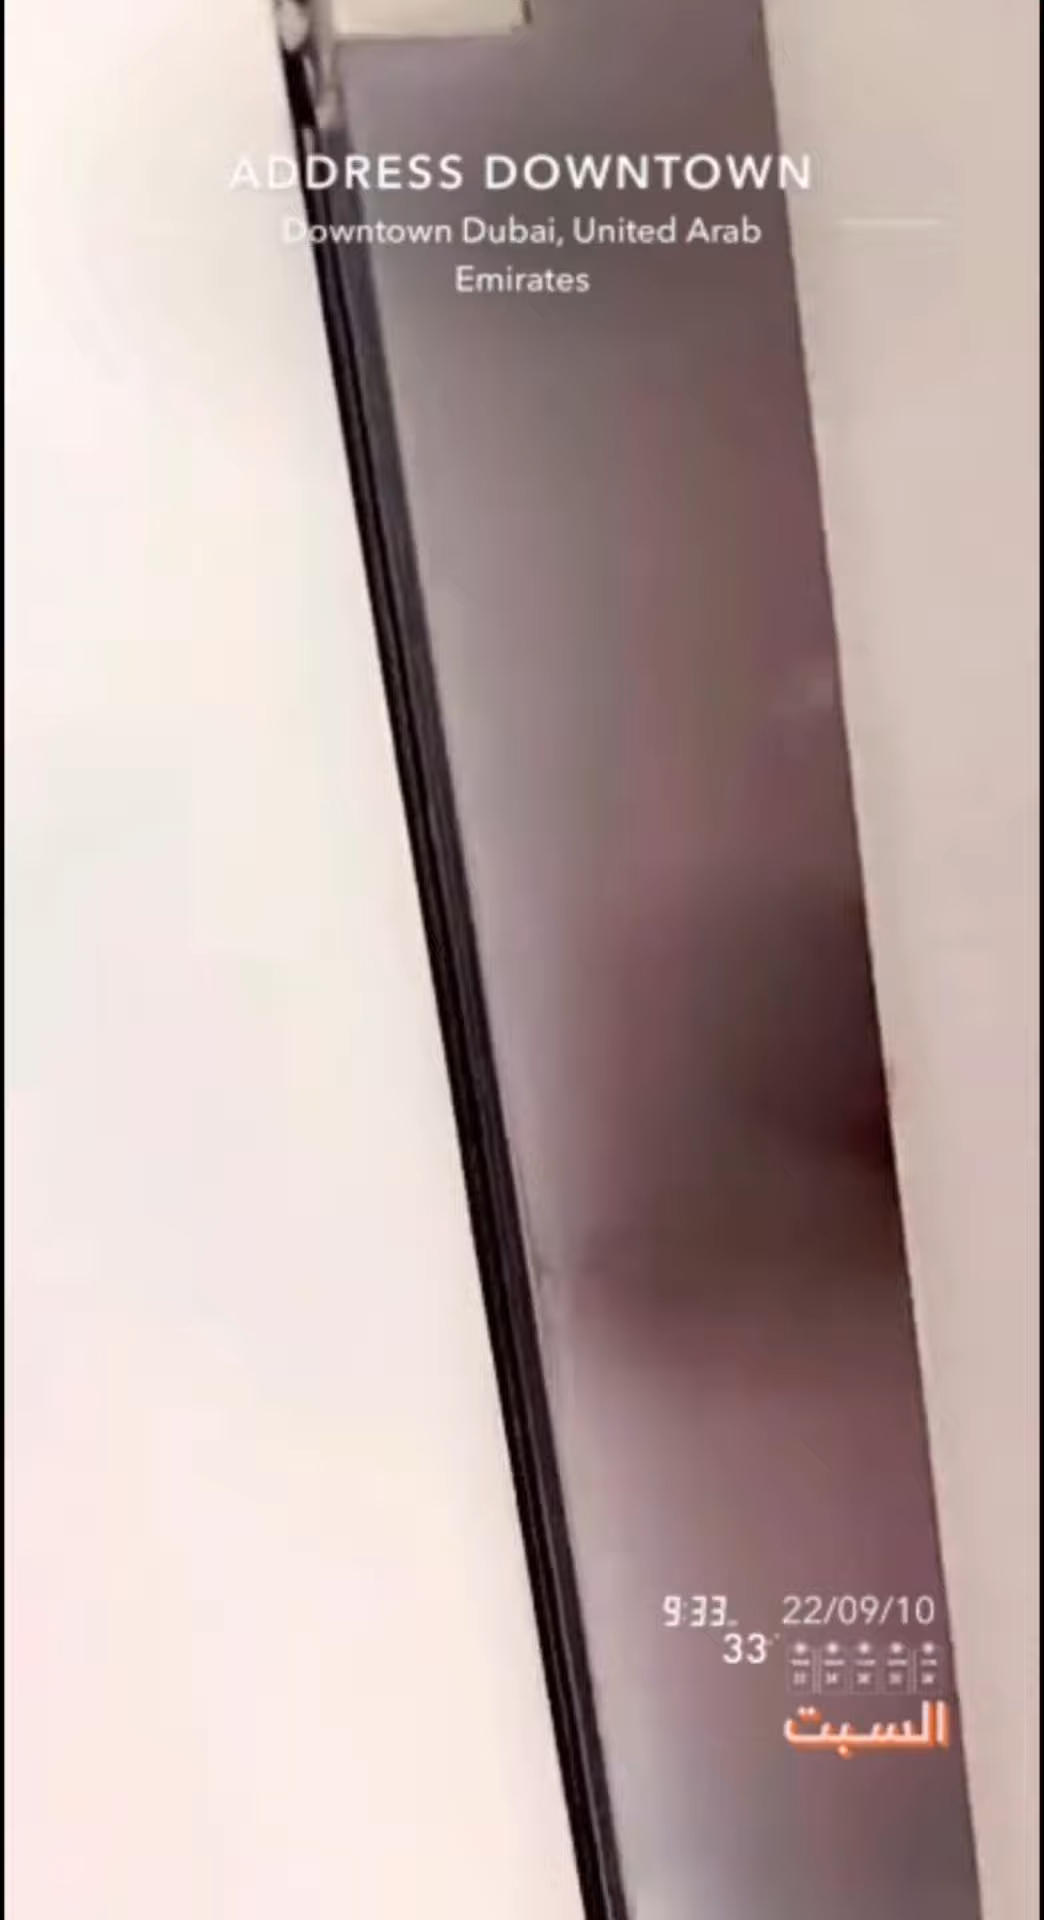 ADDRESS DOWNTOWN
Downtown Dubai, United Arab
Emirates
9:33 22/09/10
33°
السبت